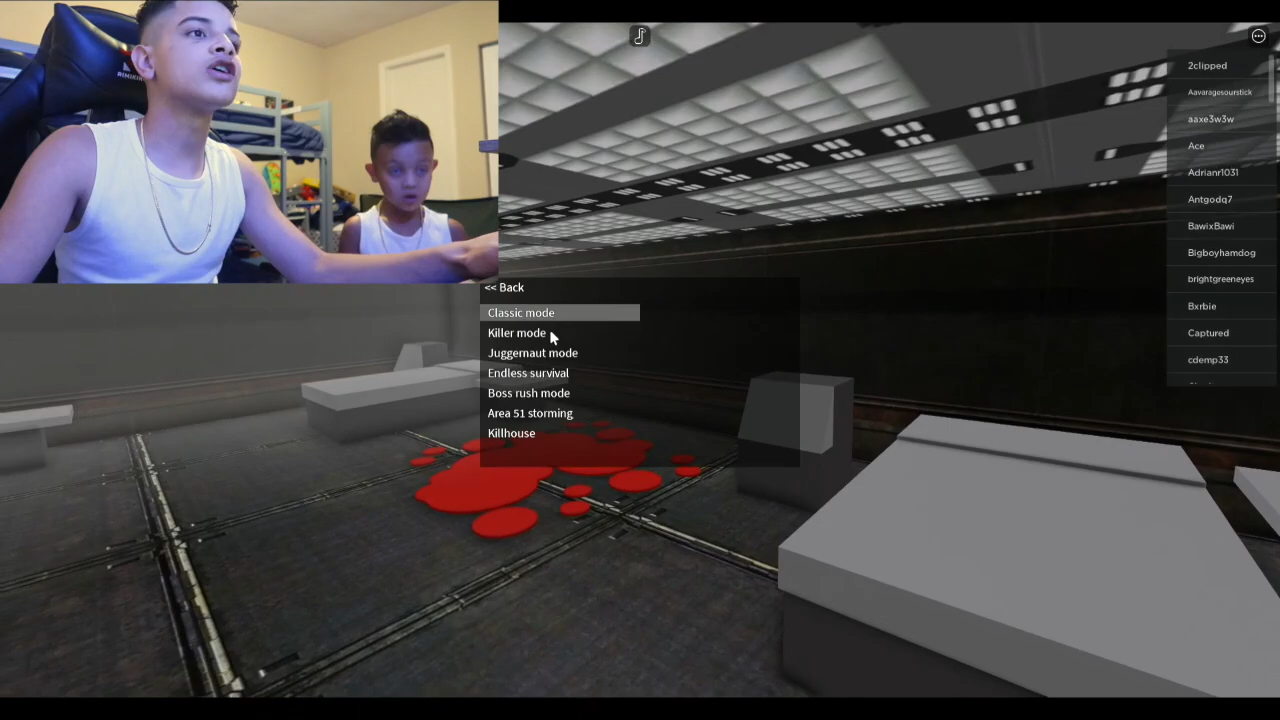 2clipped
Aavaragesourstick
aaxe3w3w
Ace
Adrianr1031
Antgodq7
BawixBawi
Bigboyhamdog
brightgreeneyes
Bxrbie
Captured
cdemp33
<< Back
Classic mode
Killer mode
Juggernaut mode
Endless survival
Boss rush mode
Area 51 storming
Killhouse